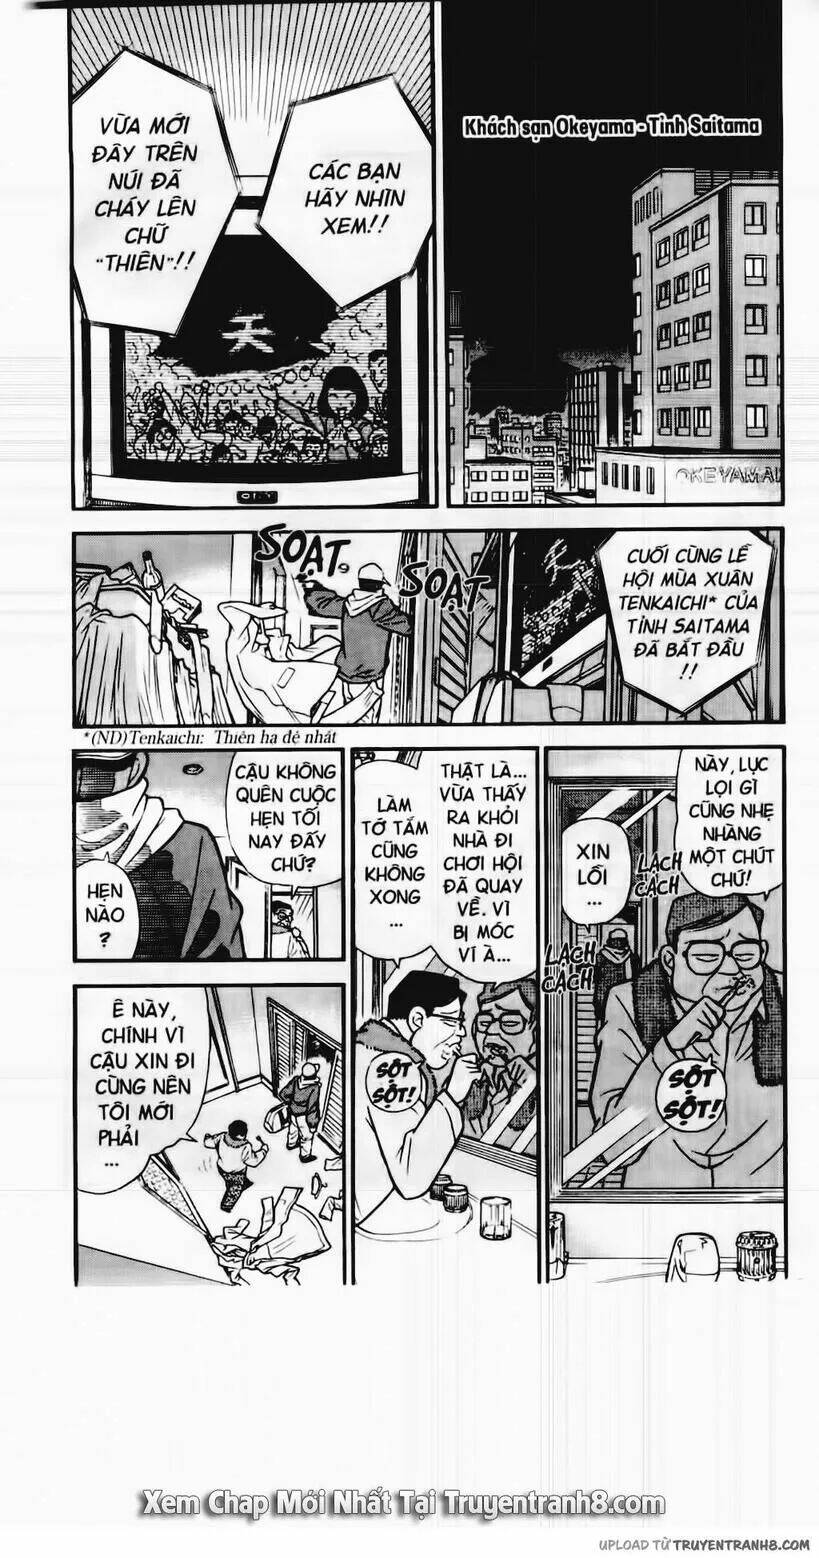 Khách sạn Okeyama - Tỉnh Saitama
OKEYAMA
CÁC BẠN
HÃY NHÌN
XEM!!
VỪA MỚI
ĐÂY TRÊN
NÚI ĐÃ
CHÁY LÊN
CHỮ
"THIÊN"!!
天
CUỐI CÙNG LỄ
HỘI MÙA XUÂN
TENKAICHI* CỦA
TỈNH SAITAMA
ĐÃ BẮT ĐẦU
!!
天
SOẠT
SOẠT
*(ND)Tenkaichi: Thiên hạ đệ nhất
NÀY, LỤC
LỌI GÌ
CŨNG NHẸ
NHÀNG
MỘT CHÚT
CHỨ!
XIN
LỖI
...
LẠCH
CẠCH
LẠCH
CẠCH
SỘT
SỘT!
THẬT LÀ...
VỪA THẤY
RA KHỎI
NHÀ ĐI
CHƠI HỘI
ĐÃ QUAY
VỀ. VÌ
BỊ MÓC
VÍ À...
LÀM
TỚ TẮM
CŨNG
KHÔNG
XONG
...
SỘT
SỘT!
CẬU KHÔNG
QUÊN CUỘC
HẸN TỐI
NAY ĐẤY
CHỨ?
HẸN
NÀO
?
Ê NÀY,
CHÍNH VÌ
CẬU XIN ĐI
CÙNG NÊN
TÔI MỚI
PHẢI
...
Xem Chap Mới Nhất Tại Truyentranh8.com
UPLOAD TỪ TRUYENTRANH8.COM